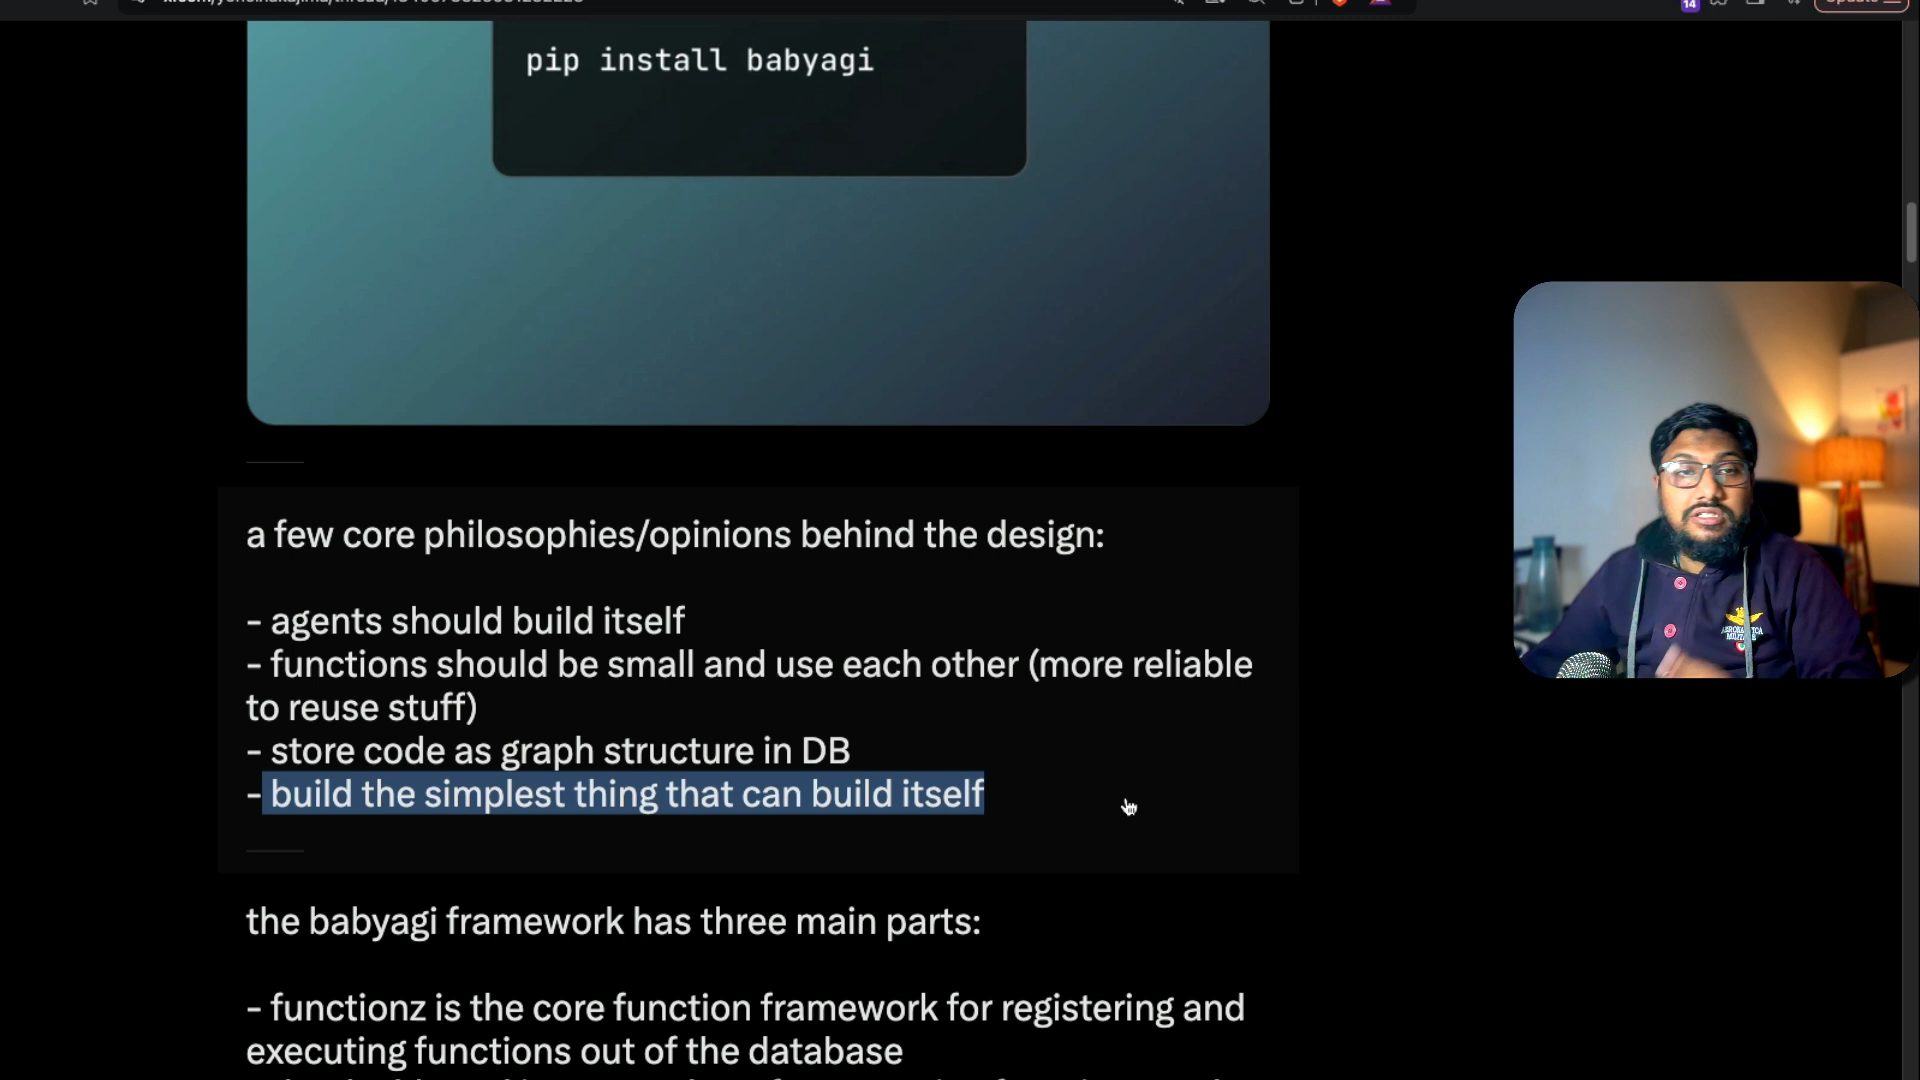 14
pip install babyagi
a few core philosophies/opinions behind the design:
- agents should build itself
- functions should be small and use each other (more reliable
to reuse stuff)
- store code as graph structure in DB
- build the simplest thing that can build itself
the babyagi framework has three main parts:
- functionz is the core function framework for registering and
executing functions out of the database